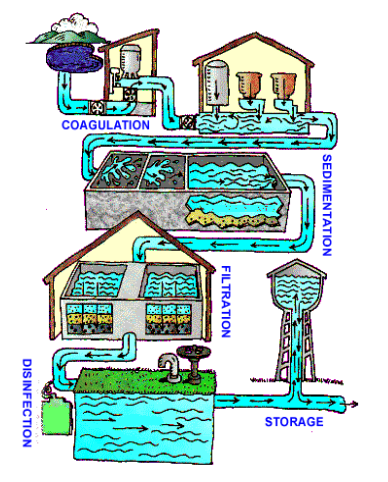 COAGULATION
SEDIMENTATION
FILTRATION
DISINFECTION
STORAGE